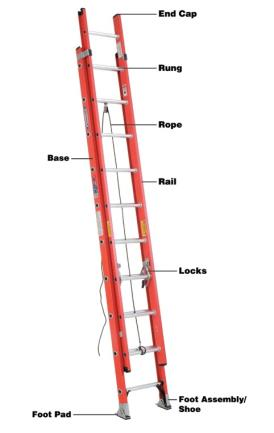 End Cap
Rung
Rope
Base
Rail
Locks
Foot Assembly/
Shoe
Foot Pad